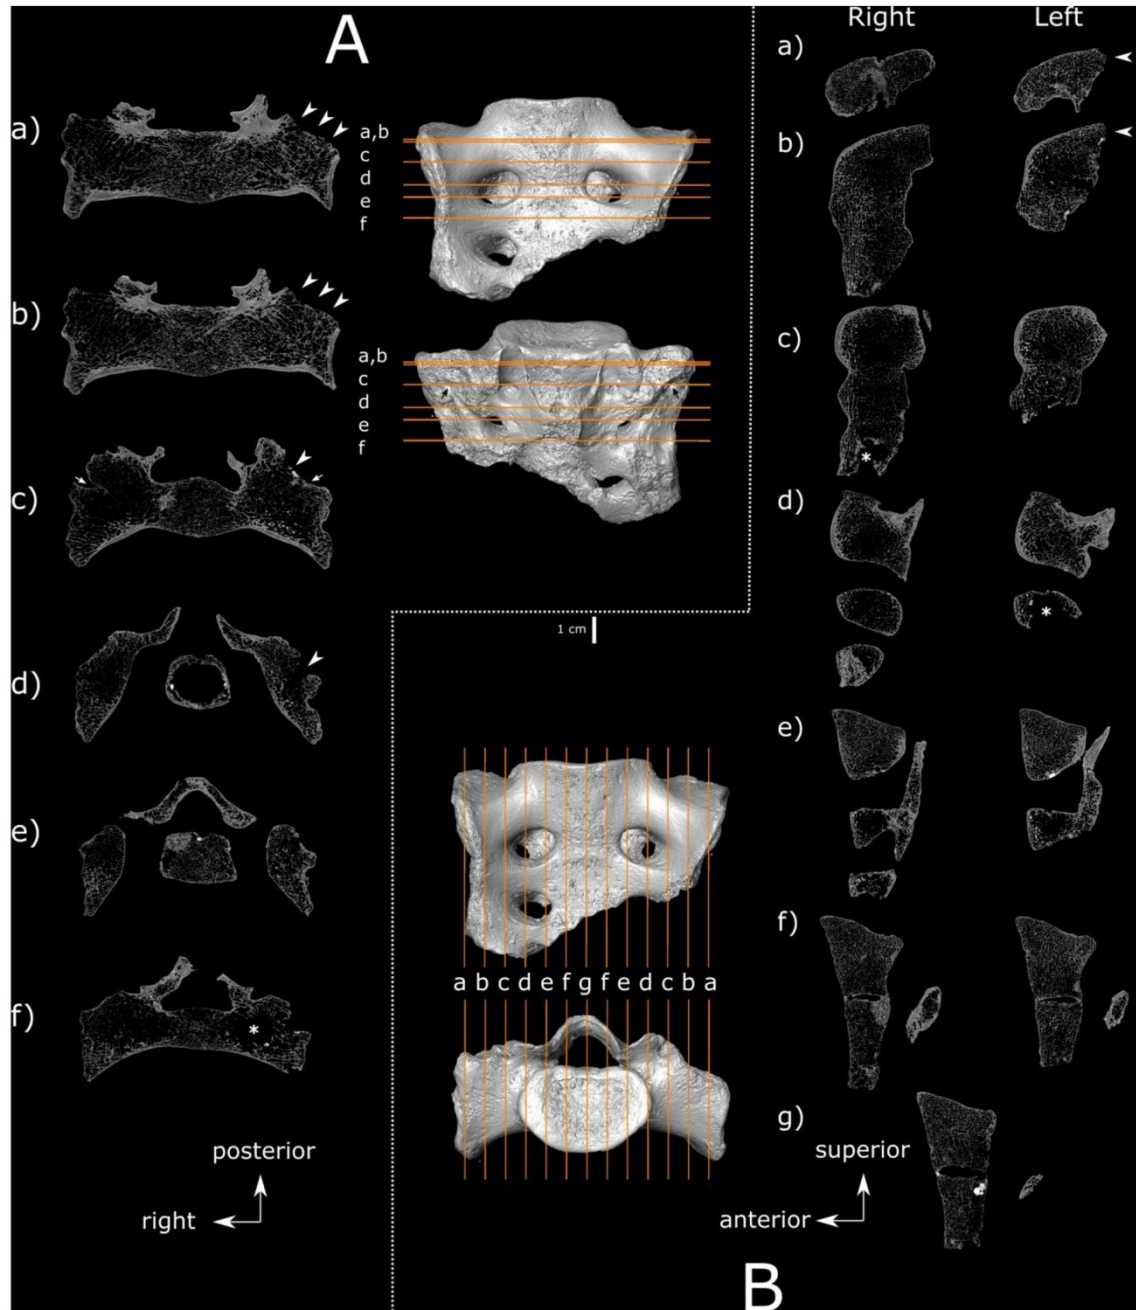 A
a)
b)
c)
d)
e)
f)
a,b
c
d
e
f
a,b
c
d
e
f
posterior
right
1 cm
a b c d e f g f e d c b a
Right Left
a)
b)
c)
*
d)
*
e)
f)
*
f)
g)
superior
anterior
B